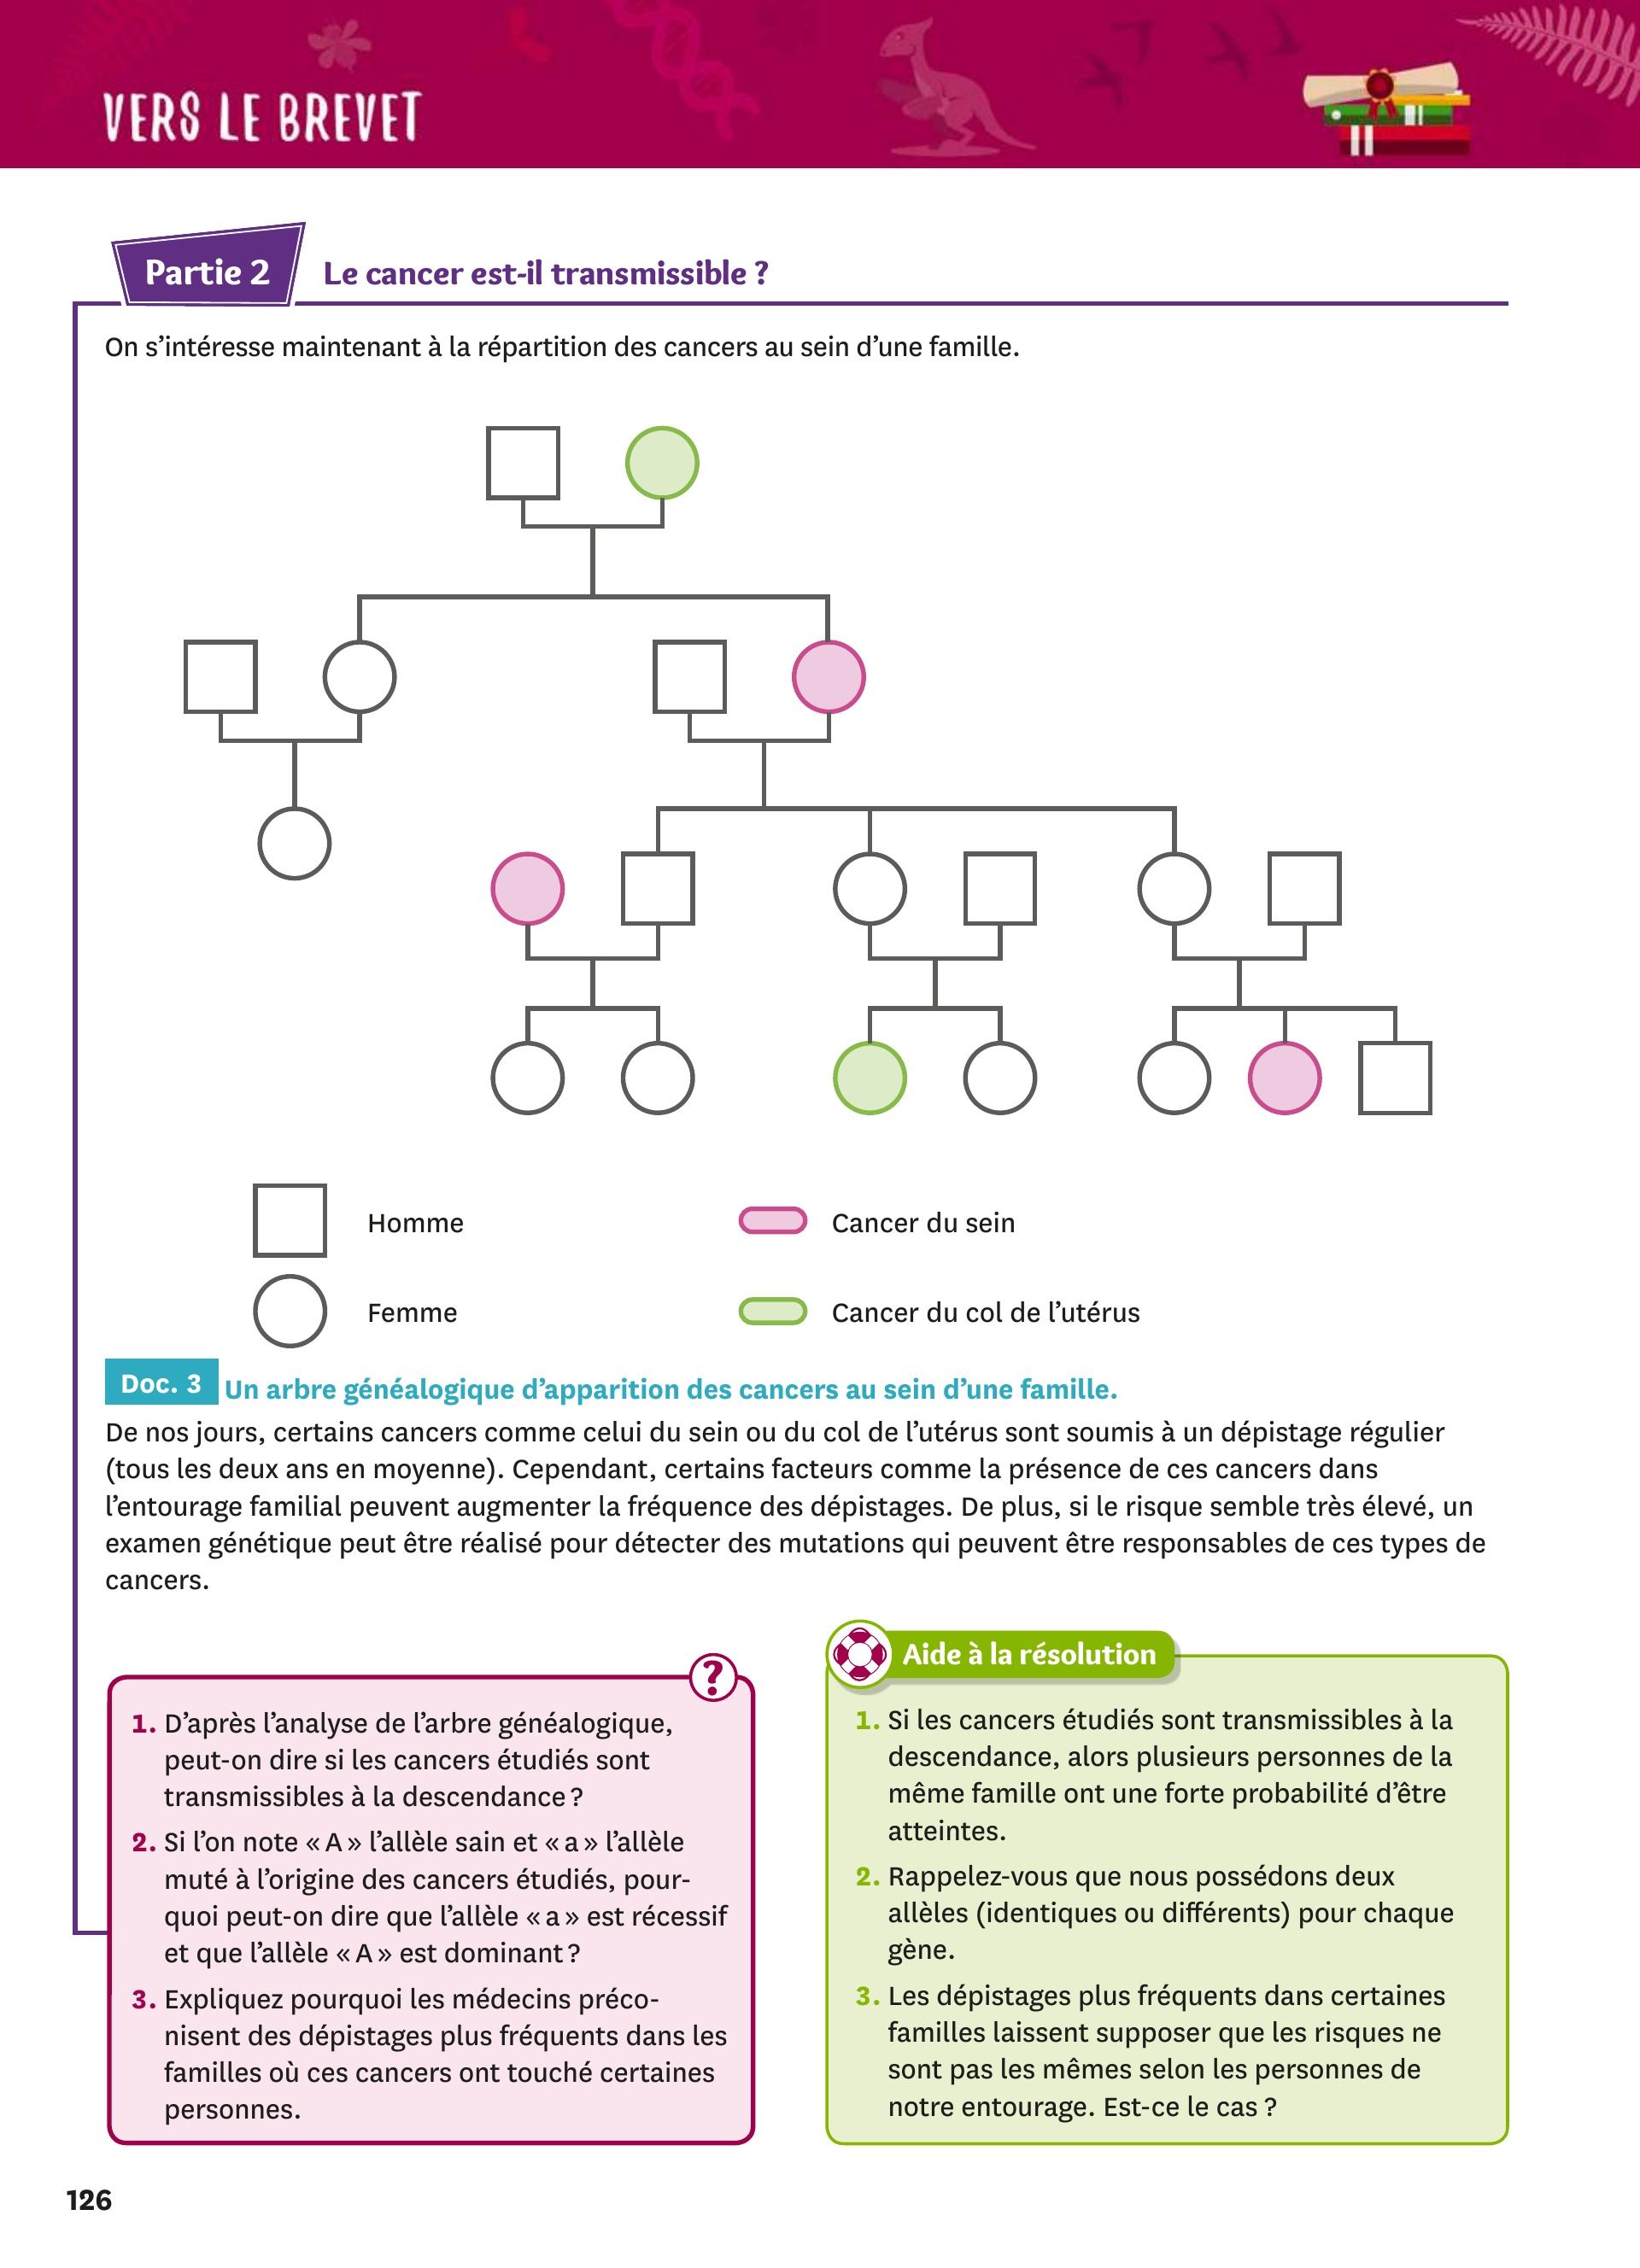 VERS LE BREVET
Partie 2
Le cancer est-il transmissible ?
On s’intéresse maintenant à la répartition des cancers au sein d’une famille.
Homme
Cancer du sein
Femme
Cancer du col de l’utérus
Doc. 3 Un arbre généalogique d’apparition des cancers au sein d’une famille.
De nos jours, certains cancers comme celui du sein ou du col de l’utérus sont soumis à un dépistage régulier
(tous les deux ans en moyenne). Cependant, certains facteurs comme la présence de ces cancers dans
l’entourage familial peuvent augmenter la fréquence des dépistages. De plus, si le risque semble très élevé, un
examen génétique peut être réalisé pour détecter des mutations qui peuvent être responsables de ces types de
cancers.
?
1. D’après l’analyse de l’arbre généalogique,
peut-on dire si les cancers étudiés sont
transmissibles à la descendance ?
2. Si l’on note « A » l’allèle sain et « a » l’allèle
muté à l’origine des cancers étudiés, pour-
quoi peut-on dire que l’allèle « a » est récessif
et que l’allèle « A » est dominant ?
3. Expliquez pourquoi les médecins préco-
nisent des dépistages plus fréquents dans les
familles où ces cancers ont touché certaines
personnes.
Aide à la résolution
1. Si les cancers étudiés sont transmissibles à la
descendance, alors plusieurs personnes de la
même famille ont une forte probabilité d’être
atteintes.
2. Rappelez-vous que nous possédons deux
allèles (identiques ou différents) pour chaque
gène.
3. Les dépistages plus fréquents dans certaines
familles laissent supposer que les risques ne
sont pas les mêmes selon les personnes de
notre entourage. Est-ce le cas ?
126